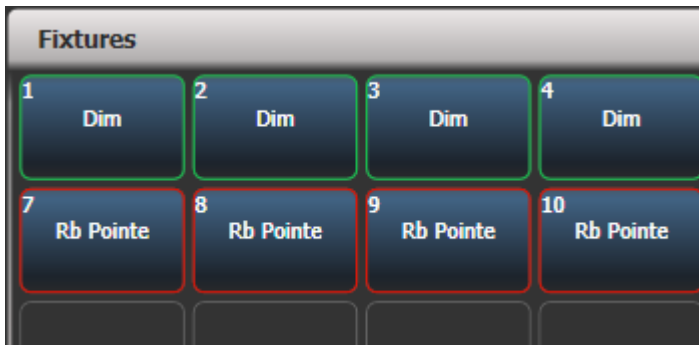 Fixtures
1 2 3 4
Dim Dim Dim Dim
7 8 9 10
Rb Pointe Rb Pointe Rb Pointe Rb Pointe